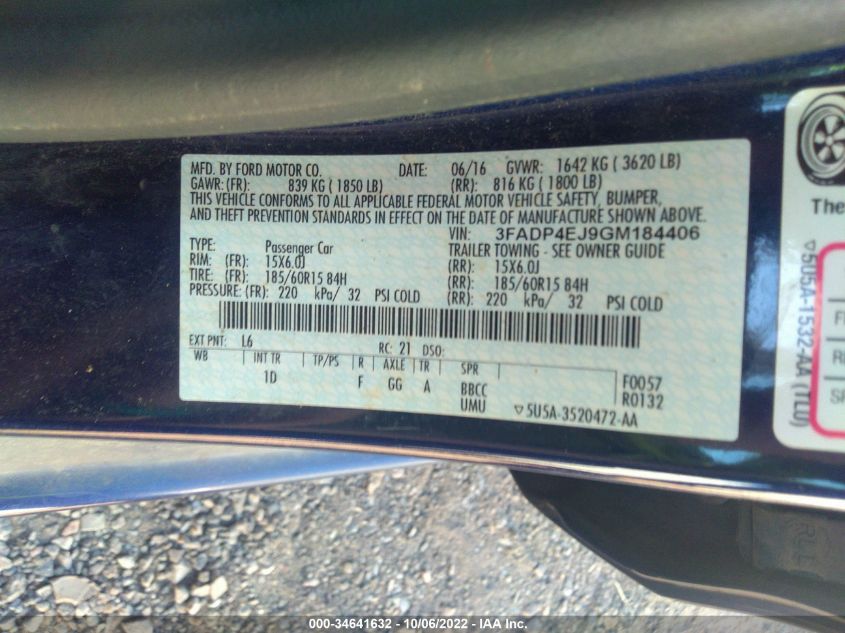 MFD. BY FORD MOTOR CO. DATE: 06/16 GVWR: 1642 KG ( 3620 LB)
GAWR: (FR): 839 KG ( 1850 LB) (RR): 816 KG ( 1800 LB)
THIS VEHICLE CONFORMS TO ALL APPLICABLE FEDERAL MOTOR VEHICLE SAFETY, BUMPER,
AND THEFT PREVENTION STANDARDS IN EFFECT ON THE DATE OF MANUFACTURE SHOWN ABOVE.
VIN: 3FADP4EJ9GM184406
TYPE: Passenger Car TRAILER TOWING - SEE OWNER GUIDE
RIM: (FR): 15X6.0J (RR): 15X6.0J
TIRE: (FR): 185/60R15 84H (RR): 185/60R15 84H
PRESSURE: (FR): 220 kPa/ 32 PSI COLD (RR): 220 kPa/ 32 PSI COLD
EXT PNT: L6 RC: 21 DSO:
WB INT TR TP/PS R AXLE TR SPR
1D F GG A BBCC F0057
UMU R0132
▽5U5A-3520472-AA
The
▽5U5A-1532-AA (TLD)
F
R
SP
RLL
000-34641632 - 10/06/2022 - IAA Inc.